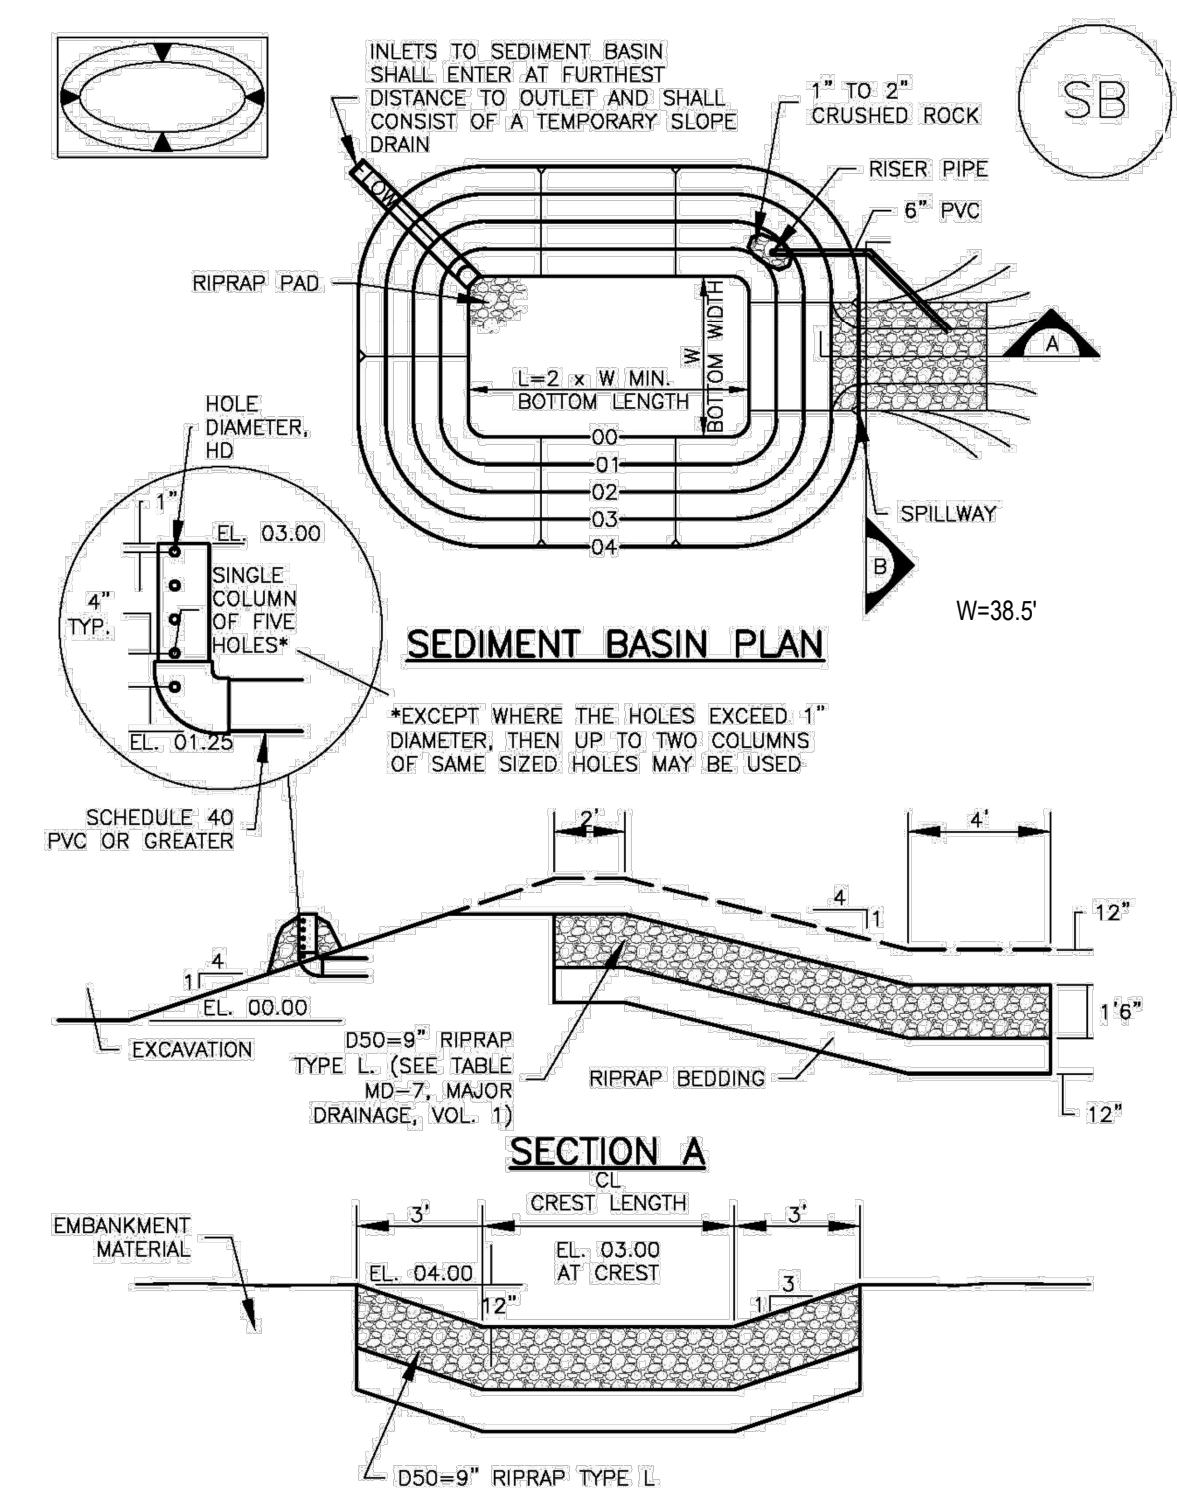 INLETS TO SEDIMENT BASIN
SHALL ENTER AT FURTHEST
DISTANCE TO OUTLET AND SHALL
CONSIST OF A TEMPORARY SLOPE
DRAIN
1" TO 2"
CRUSHED ROCK
SB
RISER PIPE
6" PVC
FLOW
RIPRAP PAD
BOTTOM WIDTH
W
A
L=2 x W MIN.
BOTTOM LENGTH
00
01
02
03
04
SPILLWAY
B
W=38.5'
HOLE
DIAMETER,
HD
1"
EL. 03.00
SINGLE
COLUMN
OF FIVE
HOLES*
4"
TYP.
EL. 01.25
SEDIMENT BASIN PLAN
*EXCEPT WHERE THE HOLES EXCEED 1"
DIAMETER, THEN UP TO TWO COLUMNS
OF SAME SIZED HOLES MAY BE USED
SCHEDULE 40
PVC OR GREATER
2'
4'
4
1
12"
4
1
EL. 00.00
EXCAVATION
1'6"
D50=9" RIPRAP
TYPE L. (SEE TABLE
MD-7, MAJOR
DRAINAGE, VOL. 1)
RIPRAP BEDDING
12"
SECTION A
CL
CREST LENGTH
3'
3'
EMBANKMENT
MATERIAL
EL. 03.00
AT CREST
EL. 04.00
12"
3
1
D50=9" RIPRAP TYPE L